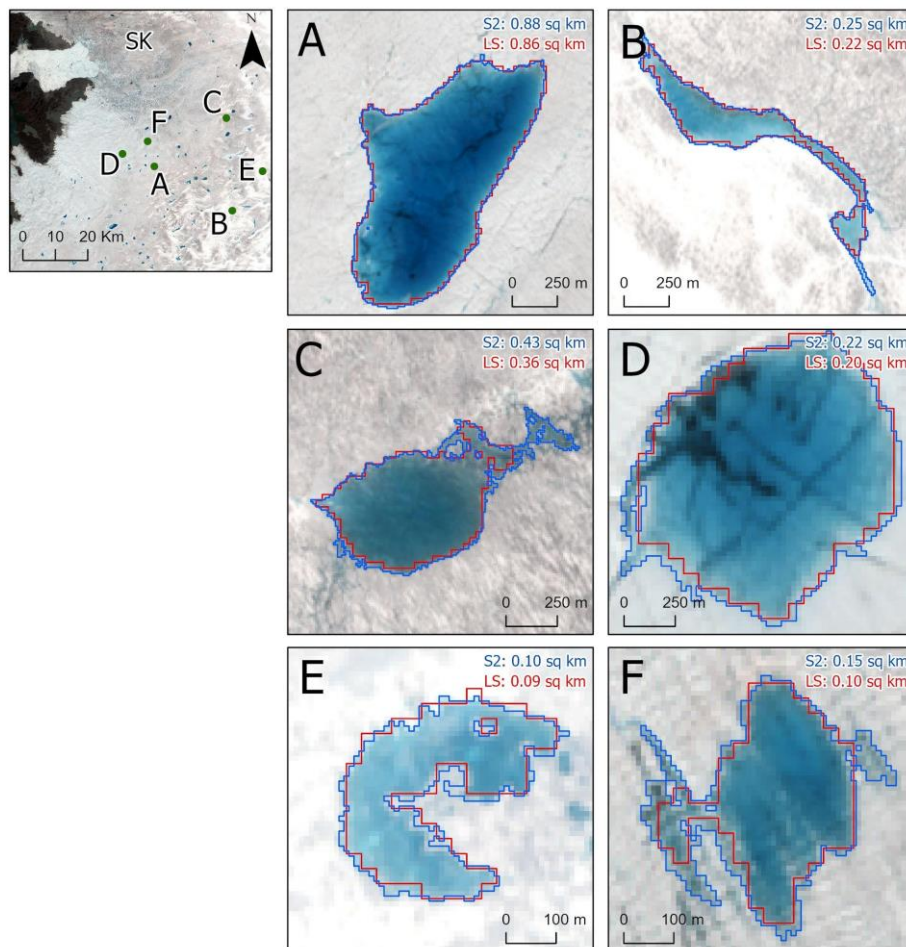 SK
N
C
F
D
A
E
B
0 10 20 Km
A
S2: 0.88 sq km
LS: 0.86 sq km
0 250 m
B
S2: 0.25 sq km
LS: 0.22 sq km
0 250 m
C
S2: 0.43 sq km
LS: 0.36 sq km
0 250 m
D
S2: 0.22 sq km
LS: 0.20 sq km
0 250 m
E
S2: 0.10 sq km
LS: 0.09 sq km
0 100 m
F
S2: 0.15 sq km
LS: 0.10 sq km
0 100 m